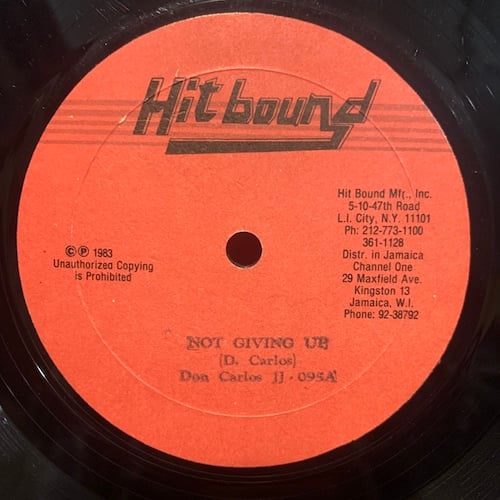 Hit bound
Hit Bound Mfr., Inc.
5-10-47th Road
L.I. City, N.Y. 11101
Ph: 212-773-1100
361-1128
Distr. in Jamaica
Channel One
29 Maxfield Ave.
Kingston 13
Jamaica, W.I.
Phone: 92-38792
© ℗ 1983
Unauthorized Copying
is Prohibited
NOT GIVING UP
(D. Carlos)
Don Carlos JJ - 095A